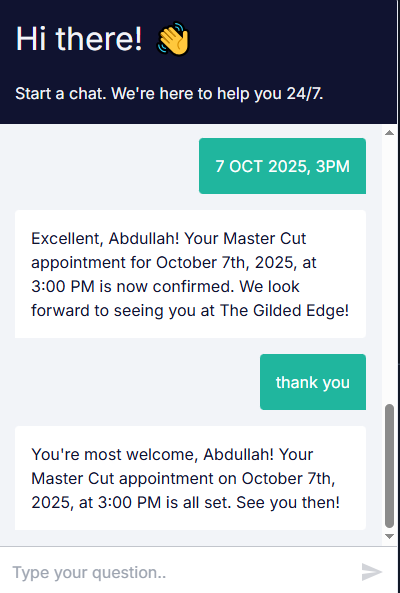 Hi there! 👋
Start a chat. We're here to help you 24/7.
7 OCT 2025, 3PM
Excellent, Abdullah! Your Master Cut
appointment for October 7th, 2025, at
3:00 PM is now confirmed. We look
forward to seeing you at The Gilded Edge!
thank you
You're most welcome, Abdullah! Your
Master Cut appointment on October 7th,
2025, at 3:00 PM is all set. See you then!
Type your question..